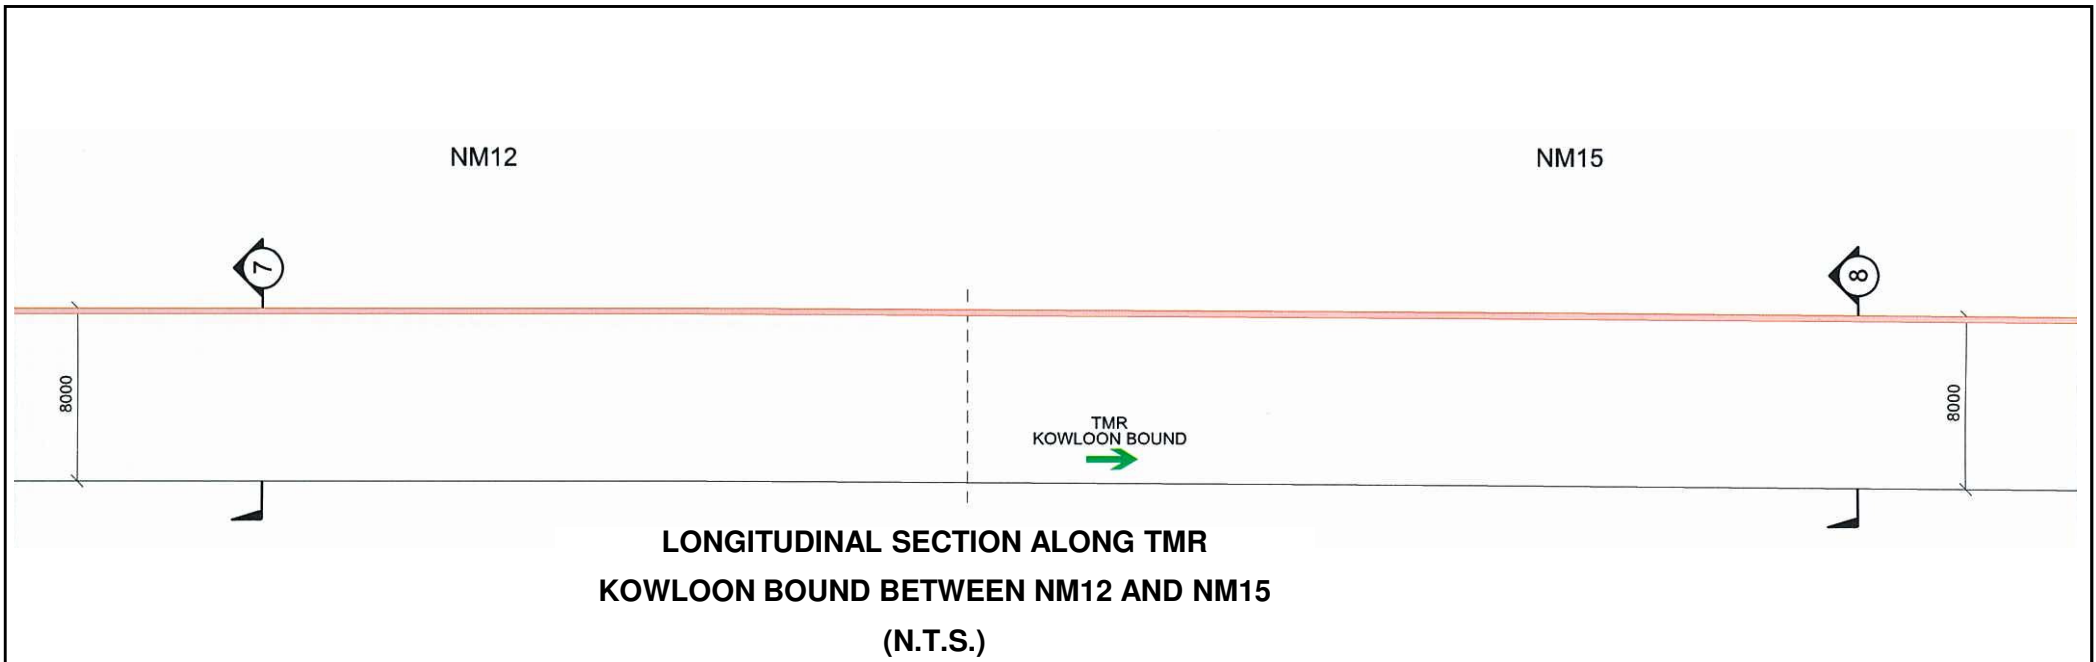 NM12
NM15
7
8
8000
8000
TMR
KOWLOON BOUND
LONGITUDINAL SECTION ALONG TMR
KOWLOON BOUND BETWEEN NM12 AND NM15
(N.T.S.)